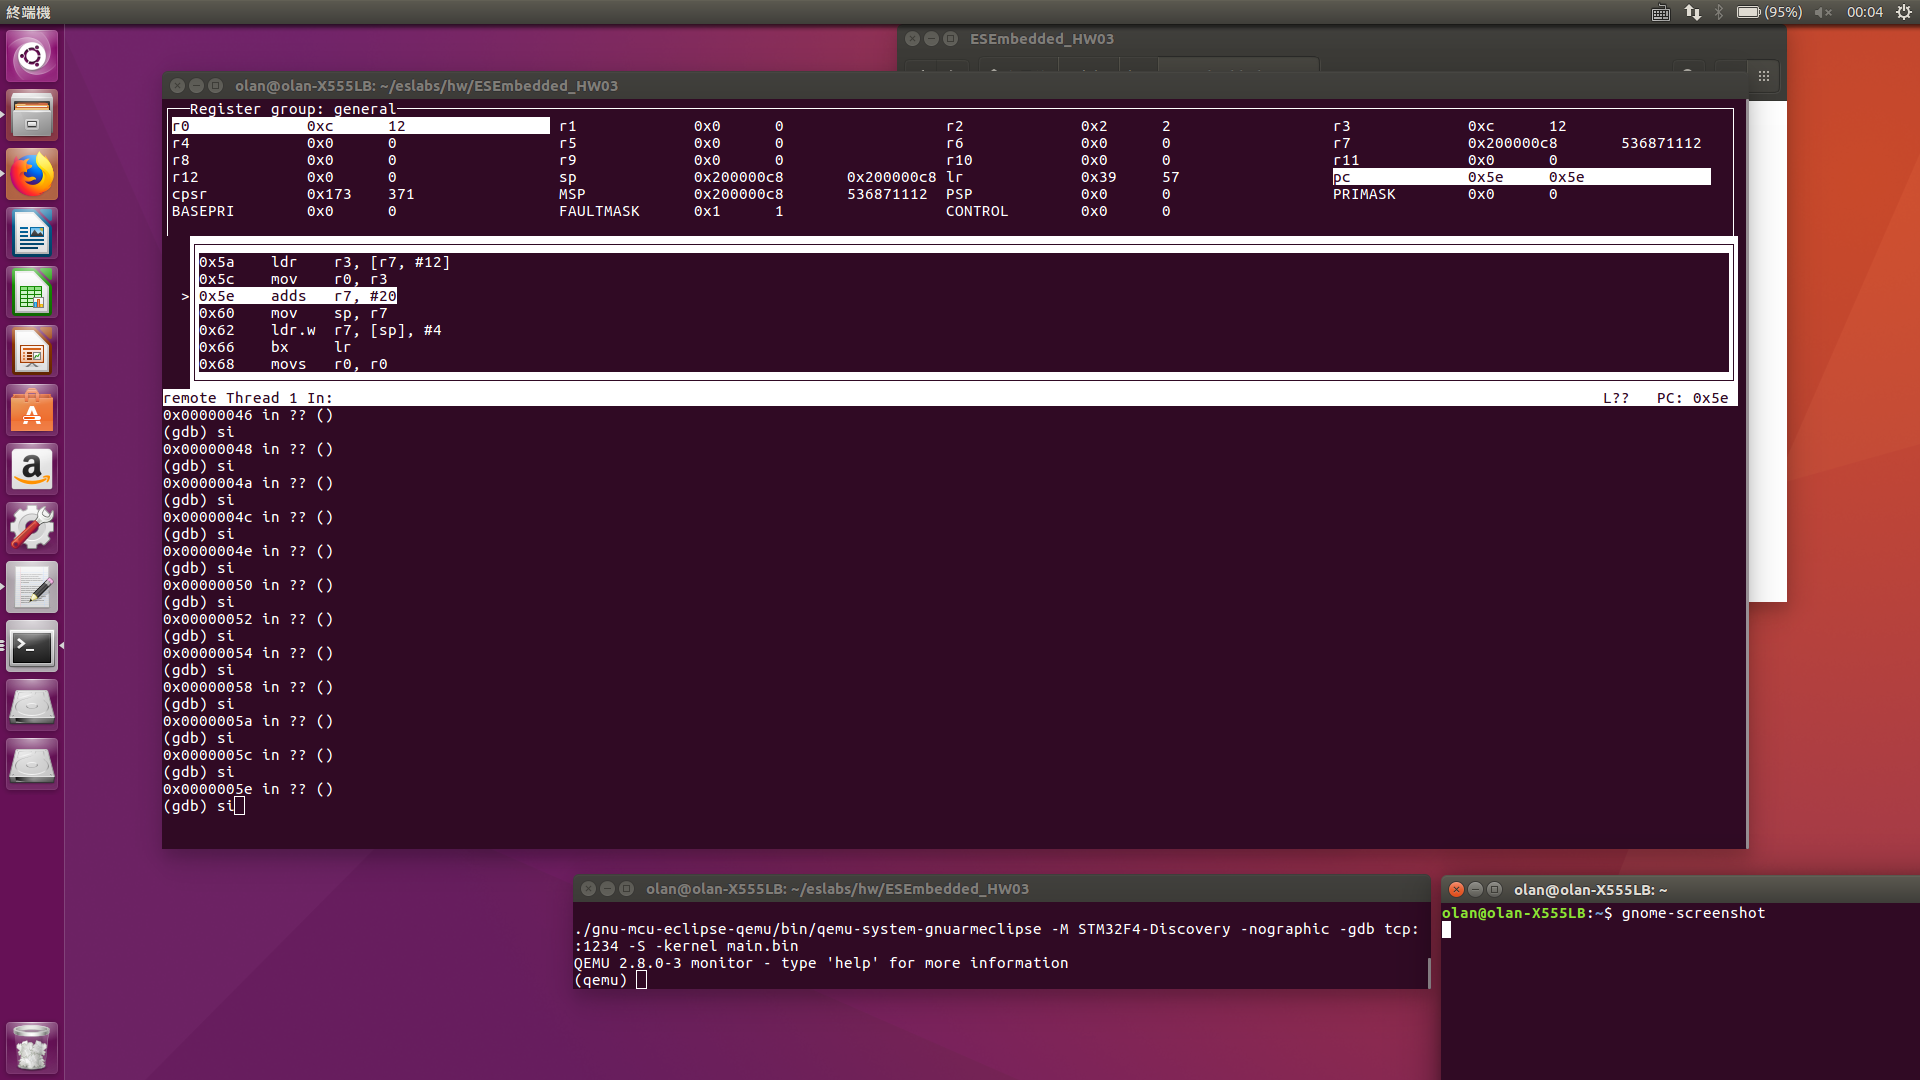 終端機
(95%)
00:04
ESEmbedded_HW03
olan@olan-X555LB: ~/eslabs/hw/ESEmbedded_HW03
Register group: general
r0 0xc 12 r1 0x0 0 r2 0x2 2 r3 0xc 12
r4 0x0 0 r5 0x0 0 r6 0x0 0 r7 0x200000c8 536871112
r8 0x0 0 r9 0x0 0 r10 0x0 0 r11 0x0 0
r12 0x0 0 sp 0x200000c8 0x200000c8 lr 0x39 57 pc 0x5e 0x5e
cpsr 0x173 371 MSP 0x200000c8 536871112 PSP 0x0 0 PRIMASK 0x0 0
BASEPRI 0x0 0 FAULTMASK 0x1 1 CONTROL 0x0 0
0x5a ldr r3, [r7, #12]
0x5c mov r0, r3
> 0x5e adds r7, #20
0x60 mov sp, r7
0x62 ldr.w r7, [sp], #4
0x66 bx lr
0x68 movs r0, r0
remote Thread 1 In: L?? PC: 0x5e
0x00000046 in ?? ()
(gdb) si
0x00000048 in ?? ()
(gdb) si
0x0000004a in ?? ()
(gdb) si
0x0000004c in ?? ()
(gdb) si
0x0000004e in ?? ()
(gdb) si
0x00000050 in ?? ()
(gdb) si
0x00000052 in ?? ()
(gdb) si
0x00000054 in ?? ()
(gdb) si
0x00000058 in ?? ()
(gdb) si
0x0000005a in ?? ()
(gdb) si
0x0000005c in ?? ()
(gdb) si
0x0000005e in ?? ()
(gdb) si
olan@olan-X555LB: ~/eslabs/hw/ESEmbedded_HW03
./gnu-mcu-eclipse-qemu/bin/qemu-system-gnuarmeclipse -M STM32F4-Discovery -nographic -gdb tcp:
:1234 -S -kernel main.bin
QEMU 2.8.0-3 monitor - type 'help' for more information
(qemu)
olan@olan-X555LB: ~
olan@olan-X555LB:~$ gnome-screenshot